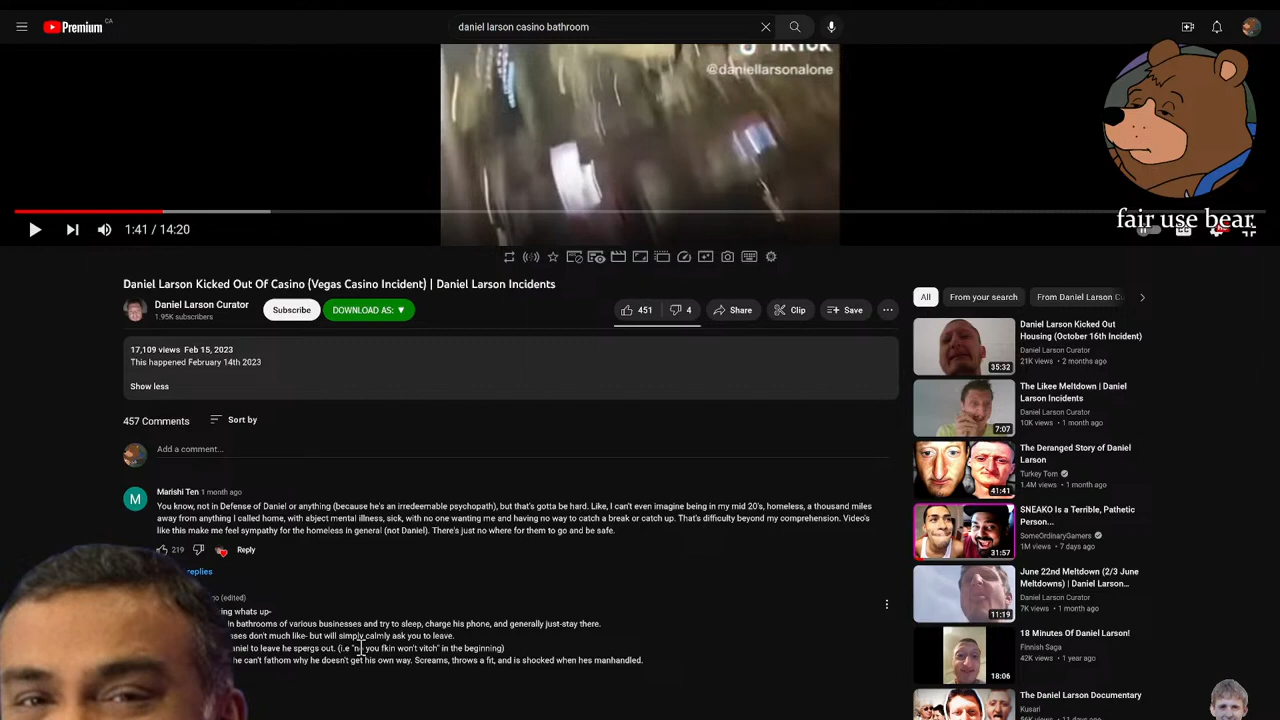 Premium
CA
daniel larson casino bathroom
TikTok
@daniellarsonalone
fair use bear
1:41 / 14:20
Daniel Larson Kicked Out Of Casino (Vegas Casino Incident) | Daniel Larson Incidents
Daniel Larson Curator
1.95K subscribers
Subscribe
DOWNLOAD AS: ▼
451
4
Share
Clip
Save
17,109 views Feb 15, 2023
This happened February 14th 2023
Show less
457 Comments
Sort by
Add a comment...
M
Marishi Ten 1 month ago
You know, not in Defense of Daniel or anything (because he's an irredeemable psychopath), but that's gotta be hard. Like, I can't even imagine being in my mid 20's, homeless, a thousand miles
away from anything I called home, with abject mental illness, sick, with no one wanting me and having no way to catch a break or catch up. That's difficulty beyond my comprehension. Video's
like this make me feel sympathy for the homeless in general (not Daniel). There's just no where for them to go and be safe.
219
Reply
replies
(edited)
whats up-
bathrooms of various businesses and try to sleep, charge his phone, and generally just-stay there.
don't much like- but will simply calmly ask you to leave.
to leave he spergs out. (i.e you fkin won't vitch" in the beginning)
he can't fathom why he doesn't get his own way. Screams, throws a fit, and is shocked when hes manhandled.
All
From your search
From Daniel Larson
Daniel Larson Kicked Out
Housing (October 16th Incident)
Daniel Larson Curator
21K views • 2 months ago
35:32
The Likee Meltdown | Daniel
Larson Incidents
Daniel Larson Curator
10K views • 1 month ago
7:07
The Deranged Story of Daniel
Larson
Turkey Tom
1.4M views • 1 month ago
41:41
SNEAKO Is a Terrible, Pathetic
Person...
SomeOrdinaryGamers
1M views • 7 days ago
31:57
June 22nd Meltdown (2/3 June
Meltdowns) | Daniel Larson...
Daniel Larson Curator
27K views • 1 month ago
11:19
18 Minutes Of Daniel Larson!
Finnish Saga
42K views • 1 year ago
18:06
The Daniel Larson Documentary
Kusari